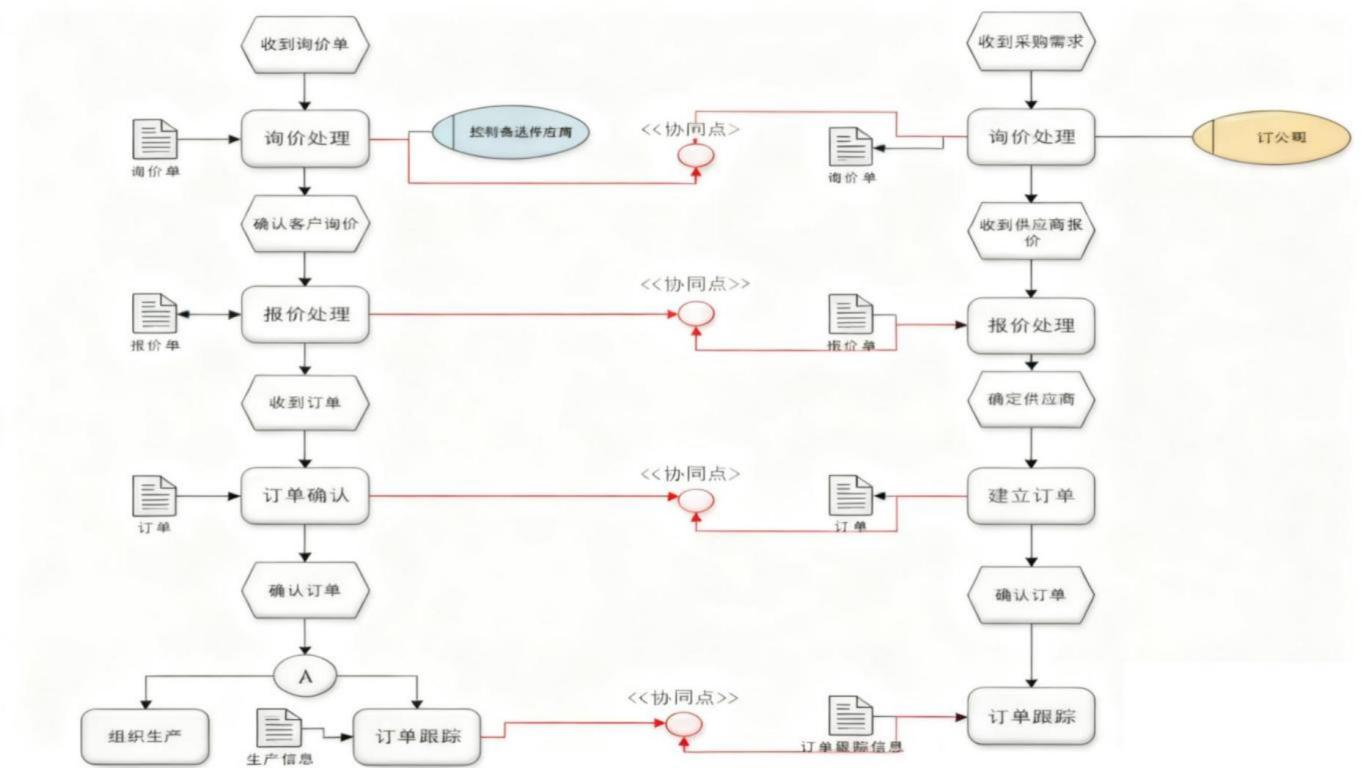 收到询价单
收到采购需求
询价处理
<<协同点>
询价处理
询价单
询价单
确认客户询价
收到供应商报
价
<<协同点>>
报价处理
报价处理
报价单
报价单
收到订单
确定供应商
<<协同点>
订单确认
建立订单
订单
订单
确认订单
确认订单
<<协同点>>
组织生产
订单跟踪
订单跟踪
生产信息
订单跟踪信息